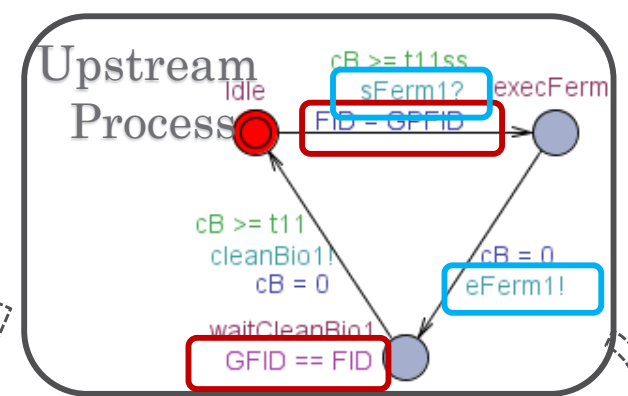 Upstream
Process
cB >= t11ss
Idle
sFerm1?
execFerm
FID = GPFID
cB >= t11
cleanBio1!
cB = 0
cB = 0
eFerm1!
waitCleanBio1
GFID == FID